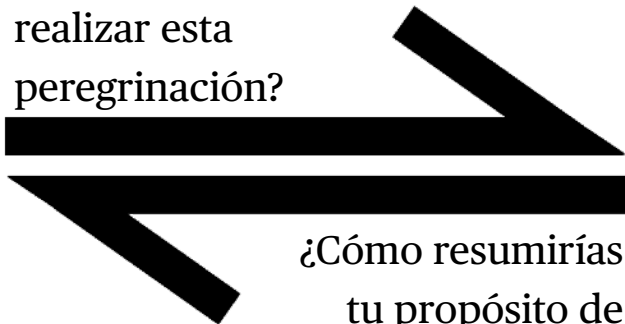 realizar esta
peregrinación?
¿Cómo resumirías
tu propósito de